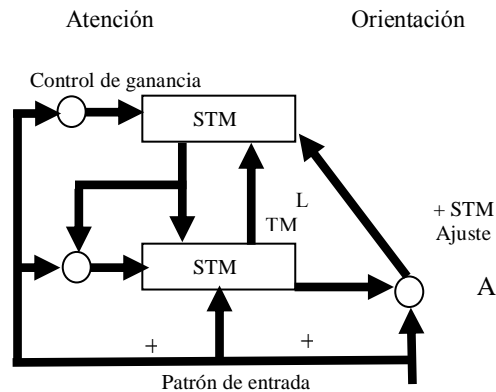 Atención
Orientación
Control de ganancia
STM
L
TM
+ STM
Ajuste
STM
A
+
+
Patrón de entrada